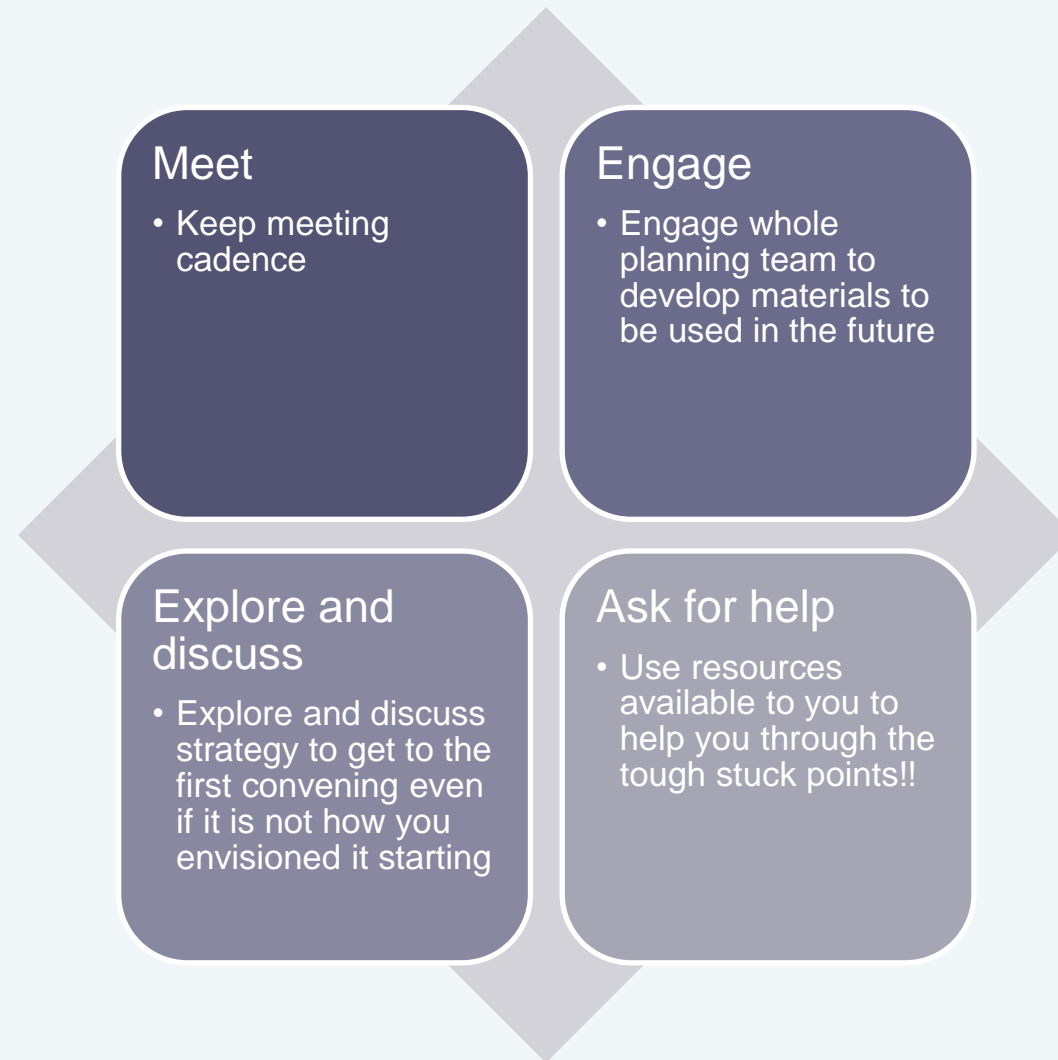 Meet
• Keep meeting
cadence
Engage
• Engage whole
planning team to
develop materials to
be used in the future
Explore and
discuss
• Explore and discuss
strategy to get to the
first convening even
if it is not how you
envisioned it starting
Ask for help
• Use resources
available to you to
help you through the
tough stuck points!!